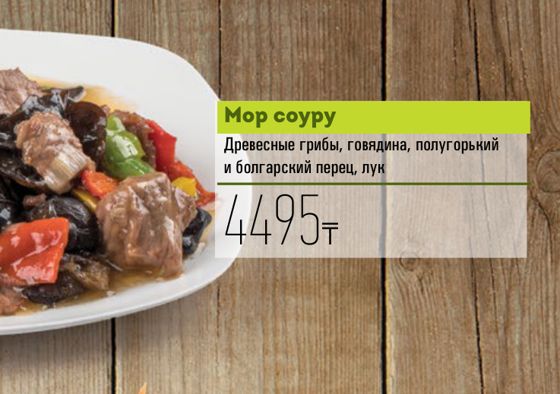 Мор соуру
Древесные грибы, говядина, полугорький
и болгарский перец, лук
4495₸